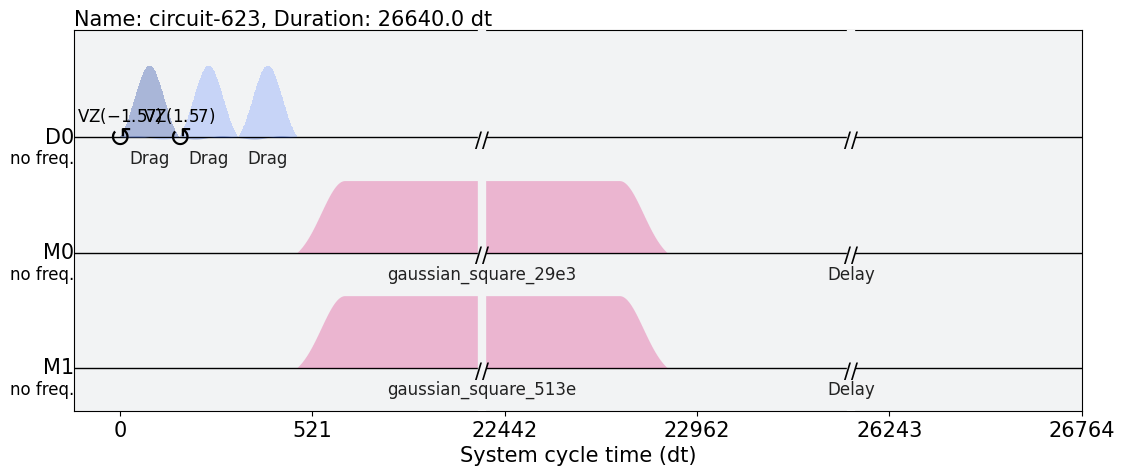 Name: circuit-623, Duration: 26640.0 dt
VZ(−1.57)
VZ(1.57)
D0
no freq.
Drag
Drag
Drag
M0
no freq.
gaussian_square_29e3
Delay
M1
no freq.
gaussian_square_513e
Delay
0 521 22442 22962 26243 26764
System cycle time (dt)